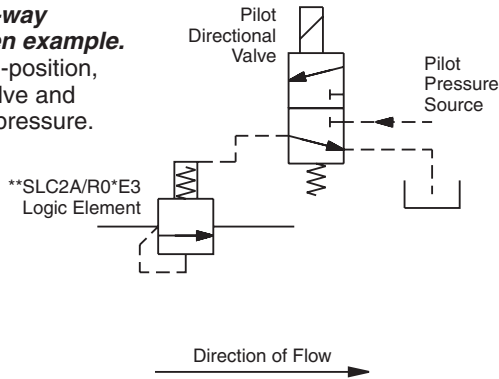 -way
en example.
-position,
lve and
pressure.
Pilot
Directional
Valve
Pilot
Pressure
Source
**SLC2A/R0*E3
Logic Element
Direction of Flow